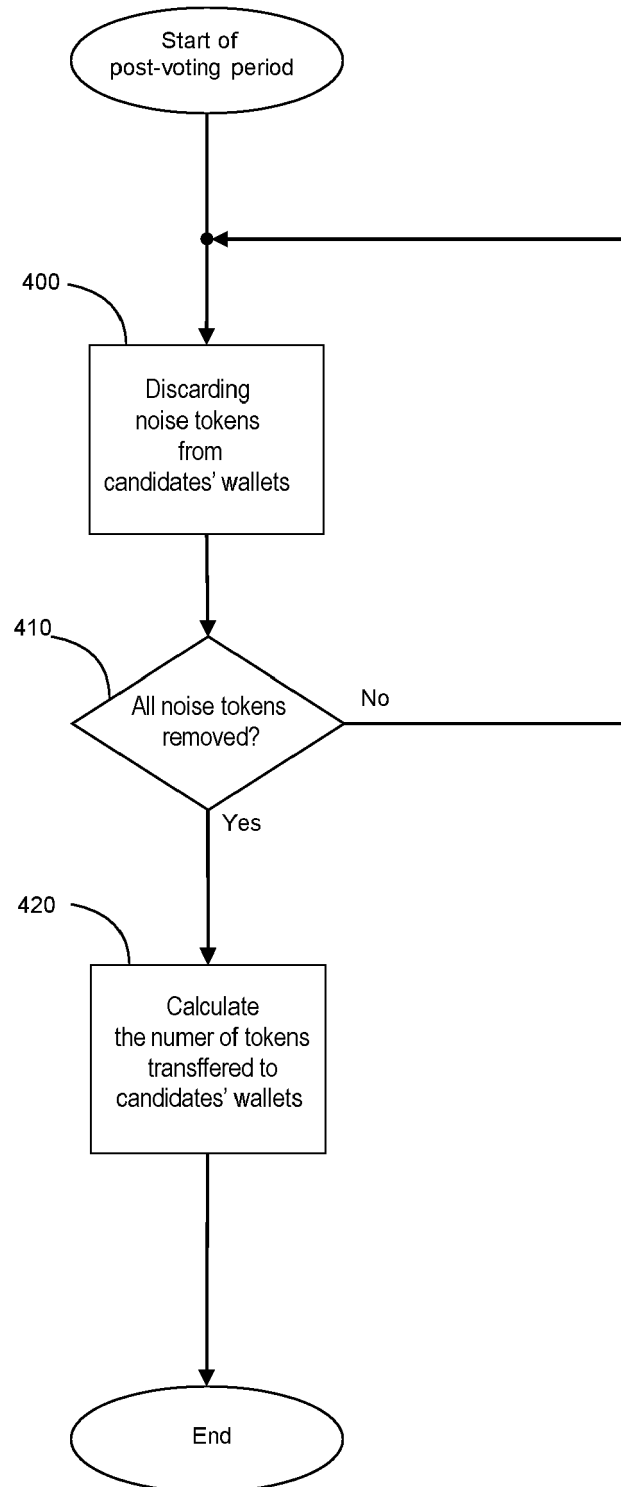 Start of
post-voting period
400
Discarding
noise tokens
from
candidates' wallets
410
All noise tokens
removed?
No
Yes
420
Calculate
the numer of tokens
transffered to
candidates' wallets
End